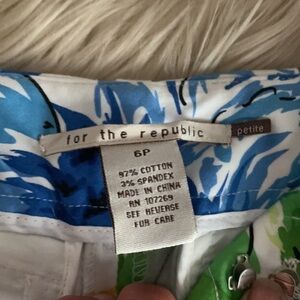 for the republic
petite
6P
97% COTTON
3% SPANDEX
MADE IN CHINA
RN 107269
SEE REVERSE
FOR CARE